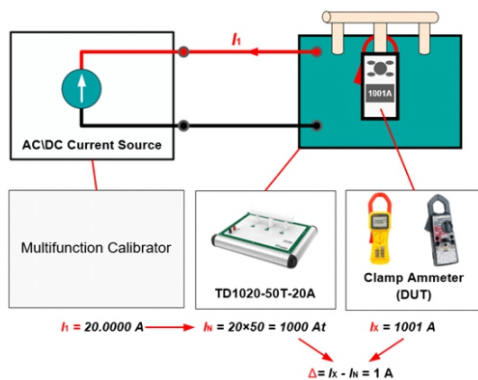 I₁
1001A
AC\DC Current Source
Multifunction Calibrator
TD1020-50T-20A
Clamp Ammeter
(DUT)
I₁ = 20.0000 A
Iₙ = 20×50 = 1000 At
Iₓ = 1001 A
Δ= Iₓ - Iₙ = 1 A